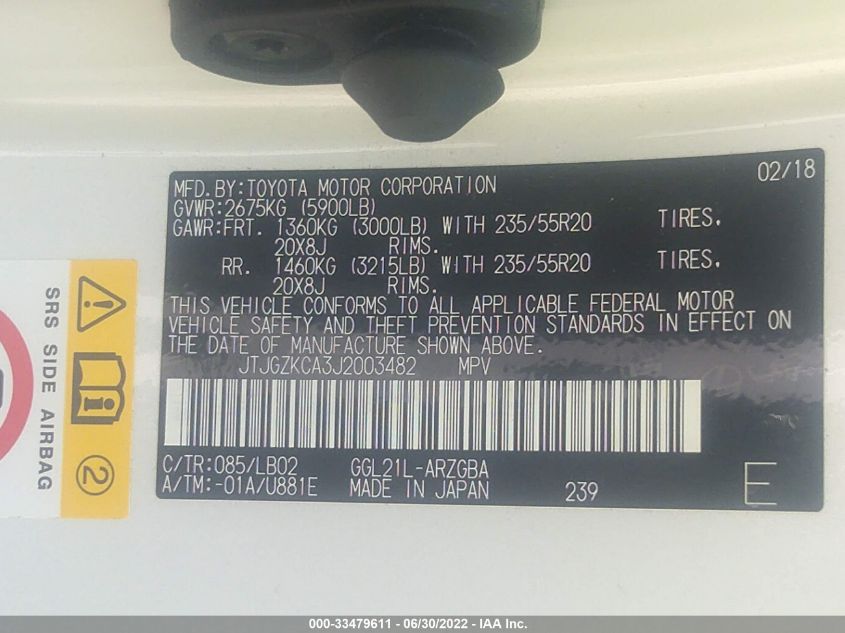 02/18
MFD. BY: TOYOTA MOTOR CORPORATION
GVWR: 2675KG (5900LB)
GAWR: FRT. 1360KG (3000LB) WITH 235/55R20 TIRES.
20X8J RIMS.
RR. 1460KG (3215LB) WITH 235/55R20 TIRES.
20X8J RIMS.
THIS VEHICLE CONFORMS TO ALL APPLICABLE FEDERAL MOTOR
VEHICLE SAFETY AND THEFT PREVENTION STANDARDS IN EFFECT ON
THE DATE OF MANUFACTURE SHOWN ABOVE.
JTJGZKCA3J2003482 MPV
C/TR: 085/LB02 GGL21L-ARZGBA
A/TM: -01A/U881E MADE IN JAPAN 239 E
SRS SIDE AIRBAG
2
000-33479611 - 06/30/2022 - IAA Inc.